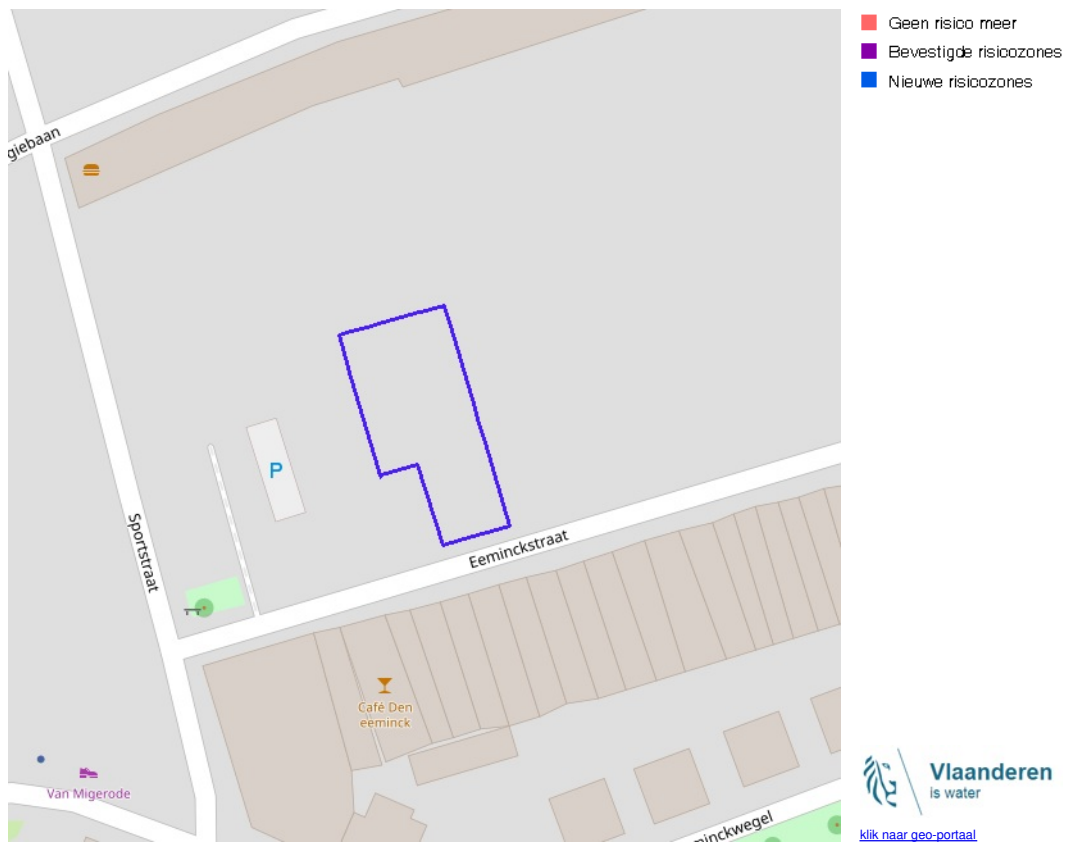 Geen risico meer
Bevestigde risicozones
Nieuwe risicozones
giebaan
P
Sportstraat
Eeminckstraat
Café Den
eeminck
Van Migerode
minckwegel
Vlaanderen
is water
klik naar geo-portaal